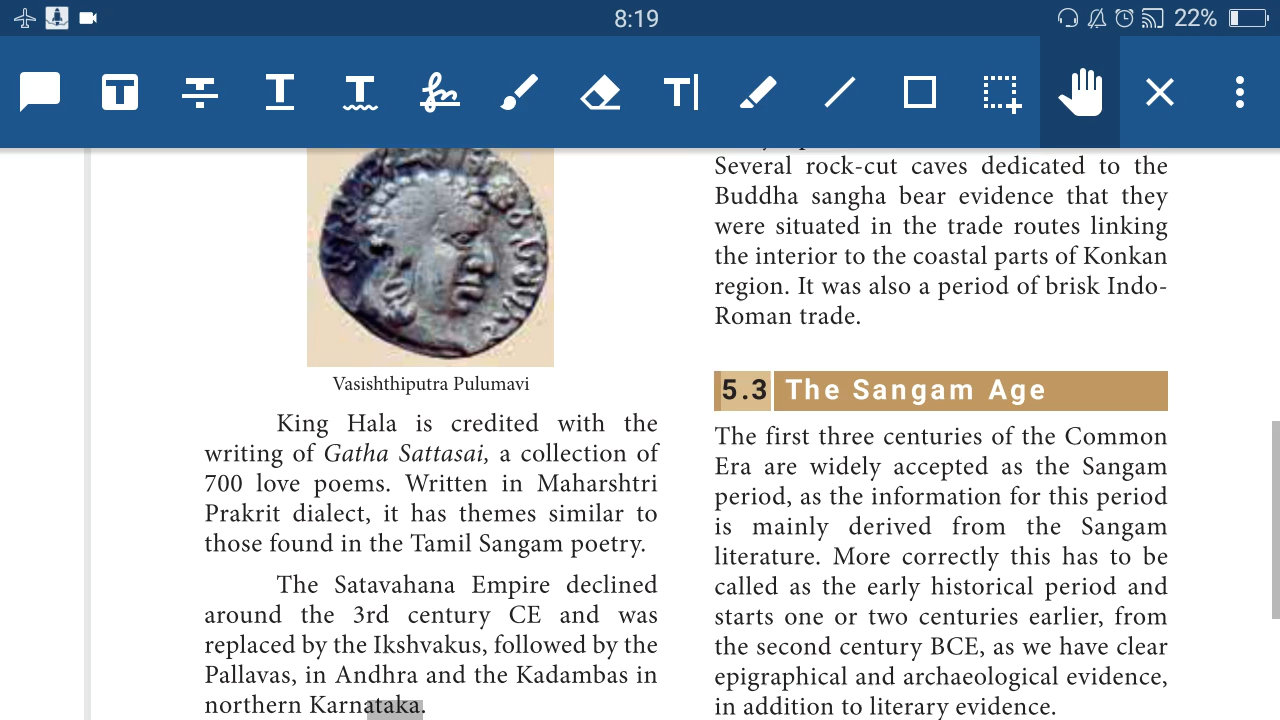 8:19
22%
Vasishthiputra Pulumavi
King Hala is credited with the
writing of Gatha Sattasai, a collection of
700 love poems. Written in Maharshtri
Prakrit dialect, it has themes similar to
those found in the Tamil Sangam poetry.
The Satavahana Empire declined
around the 3rd century CE and was
replaced by the Ikshvakus, followed by the
Pallavas, in Andhra and the Kadambas in
northern Karnataka.
Several rock-cut caves dedicated to the
Buddha sangha bear evidence that they
were situated in the trade routes linking
the interior to the coastal parts of Konkan
region. It was also a period of brisk Indo-
Roman trade.
5.3 The Sangam Age
The first three centuries of the Common
Era are widely accepted as the Sangam
period, as the information for this period
is mainly derived from the Sangam
literature. More correctly this has to be
called as the early historical period and
starts one or two centuries earlier, from
the second century BCE, as we have clear
epigraphical and archaeological evidence,
in addition to literary evidence.